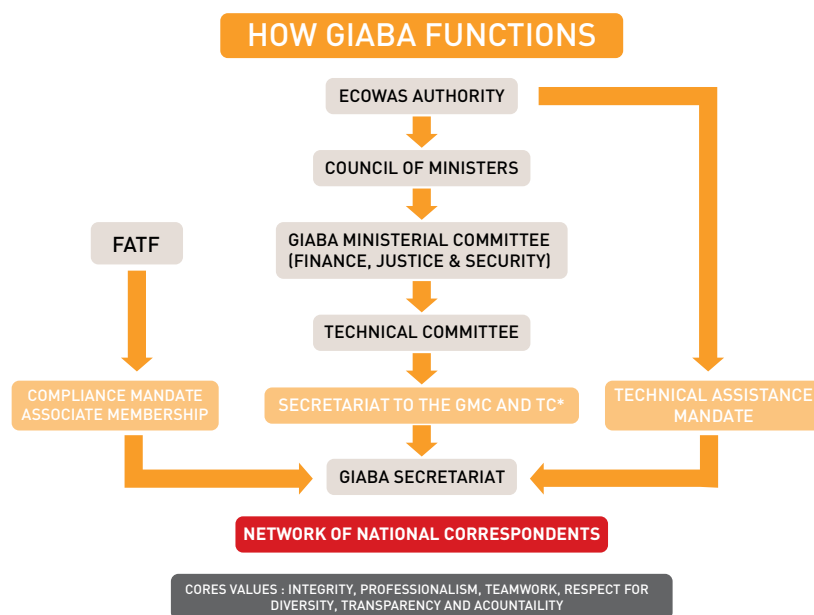 HOW GIABA FUNCTIONS
ECOWAS AUTHORITY
COUNCIL OF MINISTERS
FATF
GIABA MINISTERIAL COMMITTEE
(FINANCE, JUSTICE & SECURITY)
TECHNICAL COMMITTEE
COMPLIANCE MANDATE
ASSOCIATE MEMBERSHIP
SECRETARIAT TO THE GMC AND TC*
TECHNICAL ASSISTANCE
MANDATE
GIABA SECRETARIAT
NETWORK OF NATIONAL CORRESPONDENTS
CORES VALUES : INTEGRITY, PROFESSIONALISM, TEAMWORK, RESPECT FOR
DIVERSITY, TRANSPARENCY AND ACOUNTAILITY